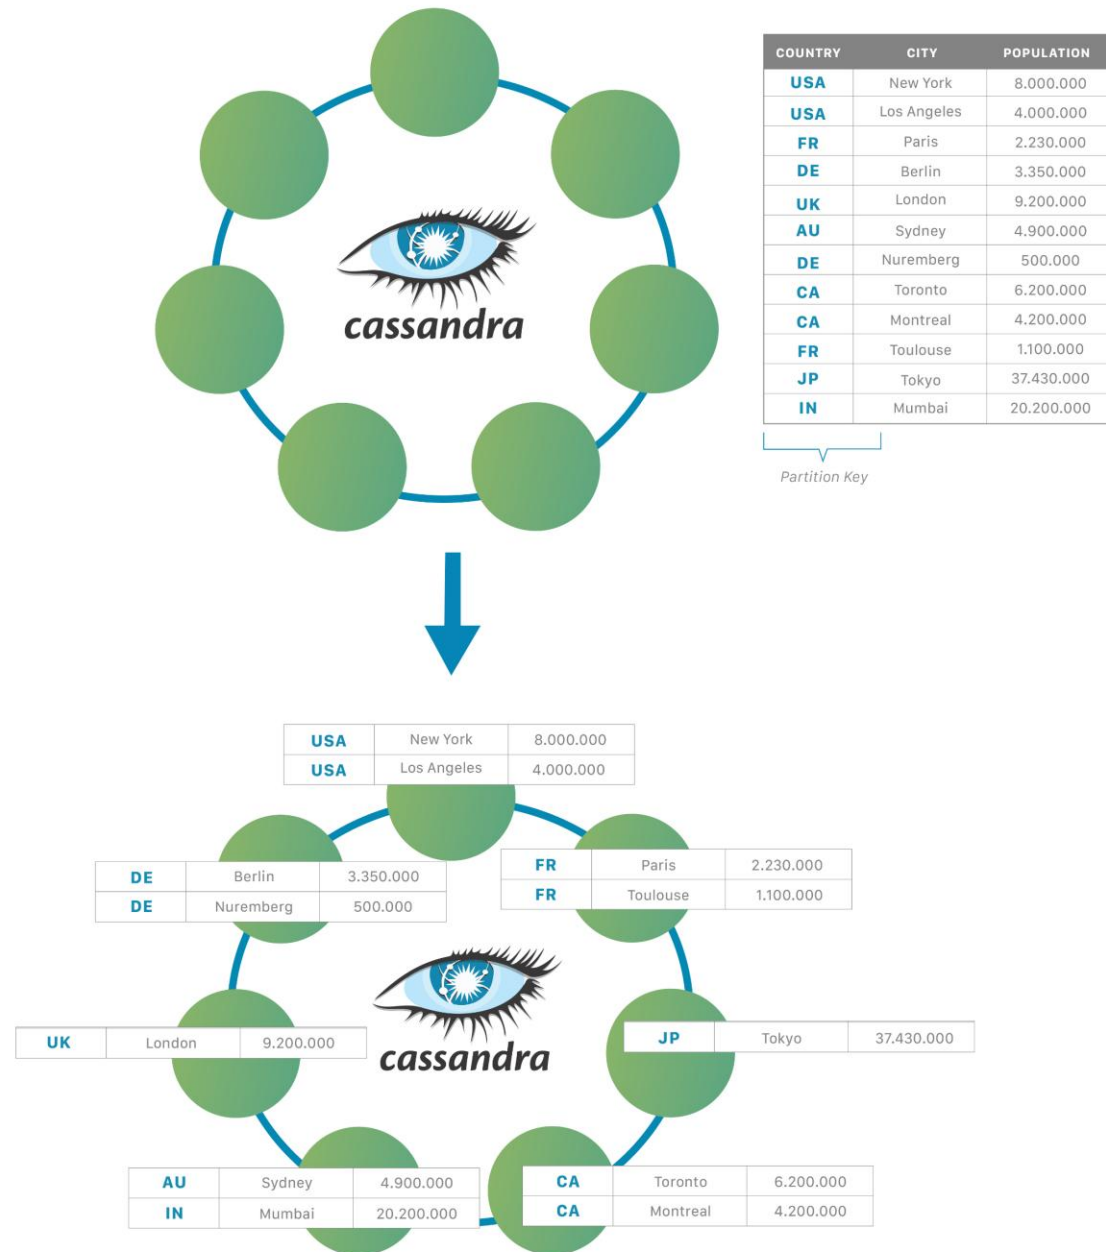 COUNTRY CITY POPULATION
USA New York 8.000.000
USA Los Angeles 4.000.000
FR Paris 2.230.000
DE Berlin 3.350.000
UK London 9.200.000
AU Sydney 4.900.000
DE Nuremberg 500.000
CA Toronto 6.200.000
CA Montreal 4.200.000
FR Toulouse 1.100.000
JP Tokyo 37.430.000
IN Mumbai 20.200.000
Partition Key
cassandra
USA New York 8.000.000
USA Los Angeles 4.000.000
DE Berlin 3.350.000
DE Nuremberg 500.000
FR Paris 2.230.000
FR Toulouse 1.100.000
UK London 9.200.000
JP Tokyo 37.430.000
cassandra
AU Sydney 4.900.000
IN Mumbai 20.200.000
CA Toronto 6.200.000
CA Montreal 4.200.000